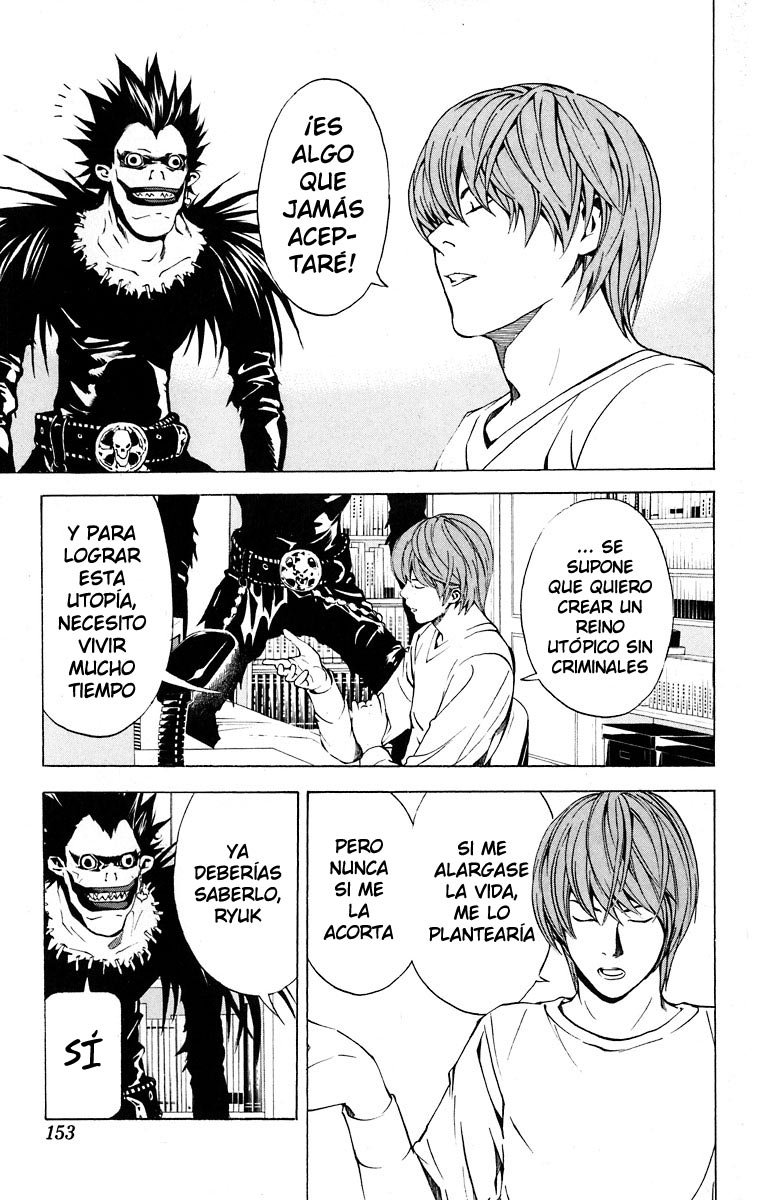 ¡ES
ALGO
QUE
JAMÁS
ACEP-
TARÉ!
... SE
SUPONE
QUE QUIERO
CREAR UN
REINO
UTÓPICO SIN
CRIMINALES
Y PARA
LOGRAR
ESTA
UTOPÍA,
NECESITO
VIVIR
MUCHO
TIEMPO
SI ME
ALARGASE
LA VIDA,
ME LO
PLANTEARÍA
PERO
NUNCA
SI ME
LA
ACORTA
YA
DEBERÍAS
SABERLO,
RYUK
SÍ
153